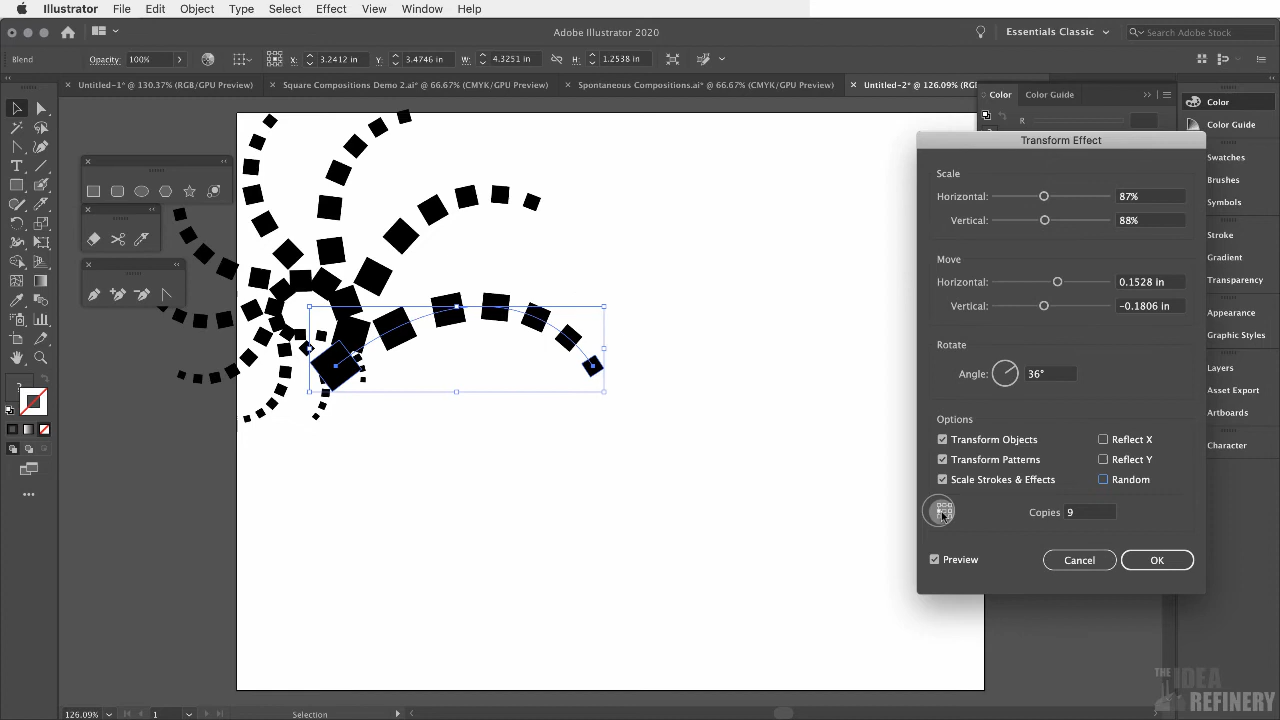 Illustrator File Edit Object Type Select Effect View Window Help
Adobe Illustrator 2020
Essentials Classic
Search Adobe Stock
Blend Opacity: 100% X: 3.2412 in Y: 3.4746 in W: 4.3251 in H: 1.2538 in
Untitled-1* @ 130.37% (RGB/GPU Preview)
Square Compositions Demo 2.ai* @ 66.67% (CMYK/GPU Preview)
Spontaneous Compositions.ai* @ 66.67% (CMYK/GPU Preview)
Untitled-2* @ 126.09% (RG
Color Color Guide
R
Transform Effect
Scale
Horizontal: 87%
Vertical: 88%
Move
Horizontal: 0.1528 in
Vertical: -0.1806 in
Rotate
Angle: 36°
Options
Transform Objects Reflect X
Transform Patterns Reflect Y
Scale Strokes & Effects Random
Copies 9
Preview Cancel OK
Color
Color Guide
Swatches
Brushes
Symbols
Stroke
Gradient
Transparency
Appearance
Graphic Styles
Layers
Asset Export
Artboards
Character
126.09% 1 Selection
THE IDEA
REFINERY